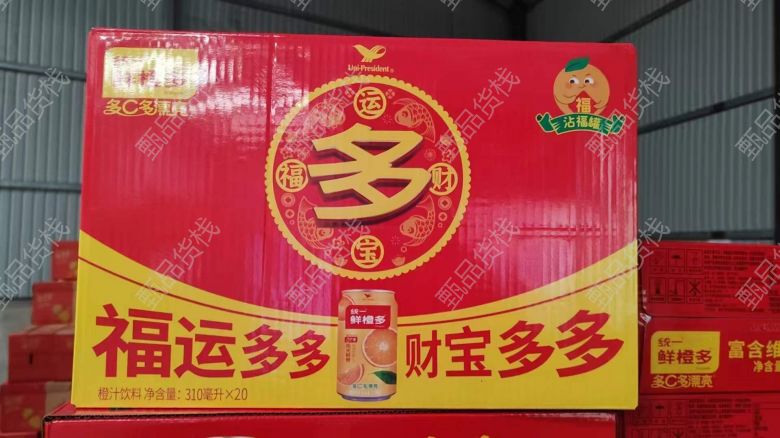 统一
鲜橙多
多C多漂亮
Uni-President
福
沾福罐
运
福
多
财
宝
福运多多
财宝多多
统一
鲜橙多
橙汁饮料 净含量：310毫升×20
统一
鲜橙多
多C多漂亮
富含维
甄品货栈